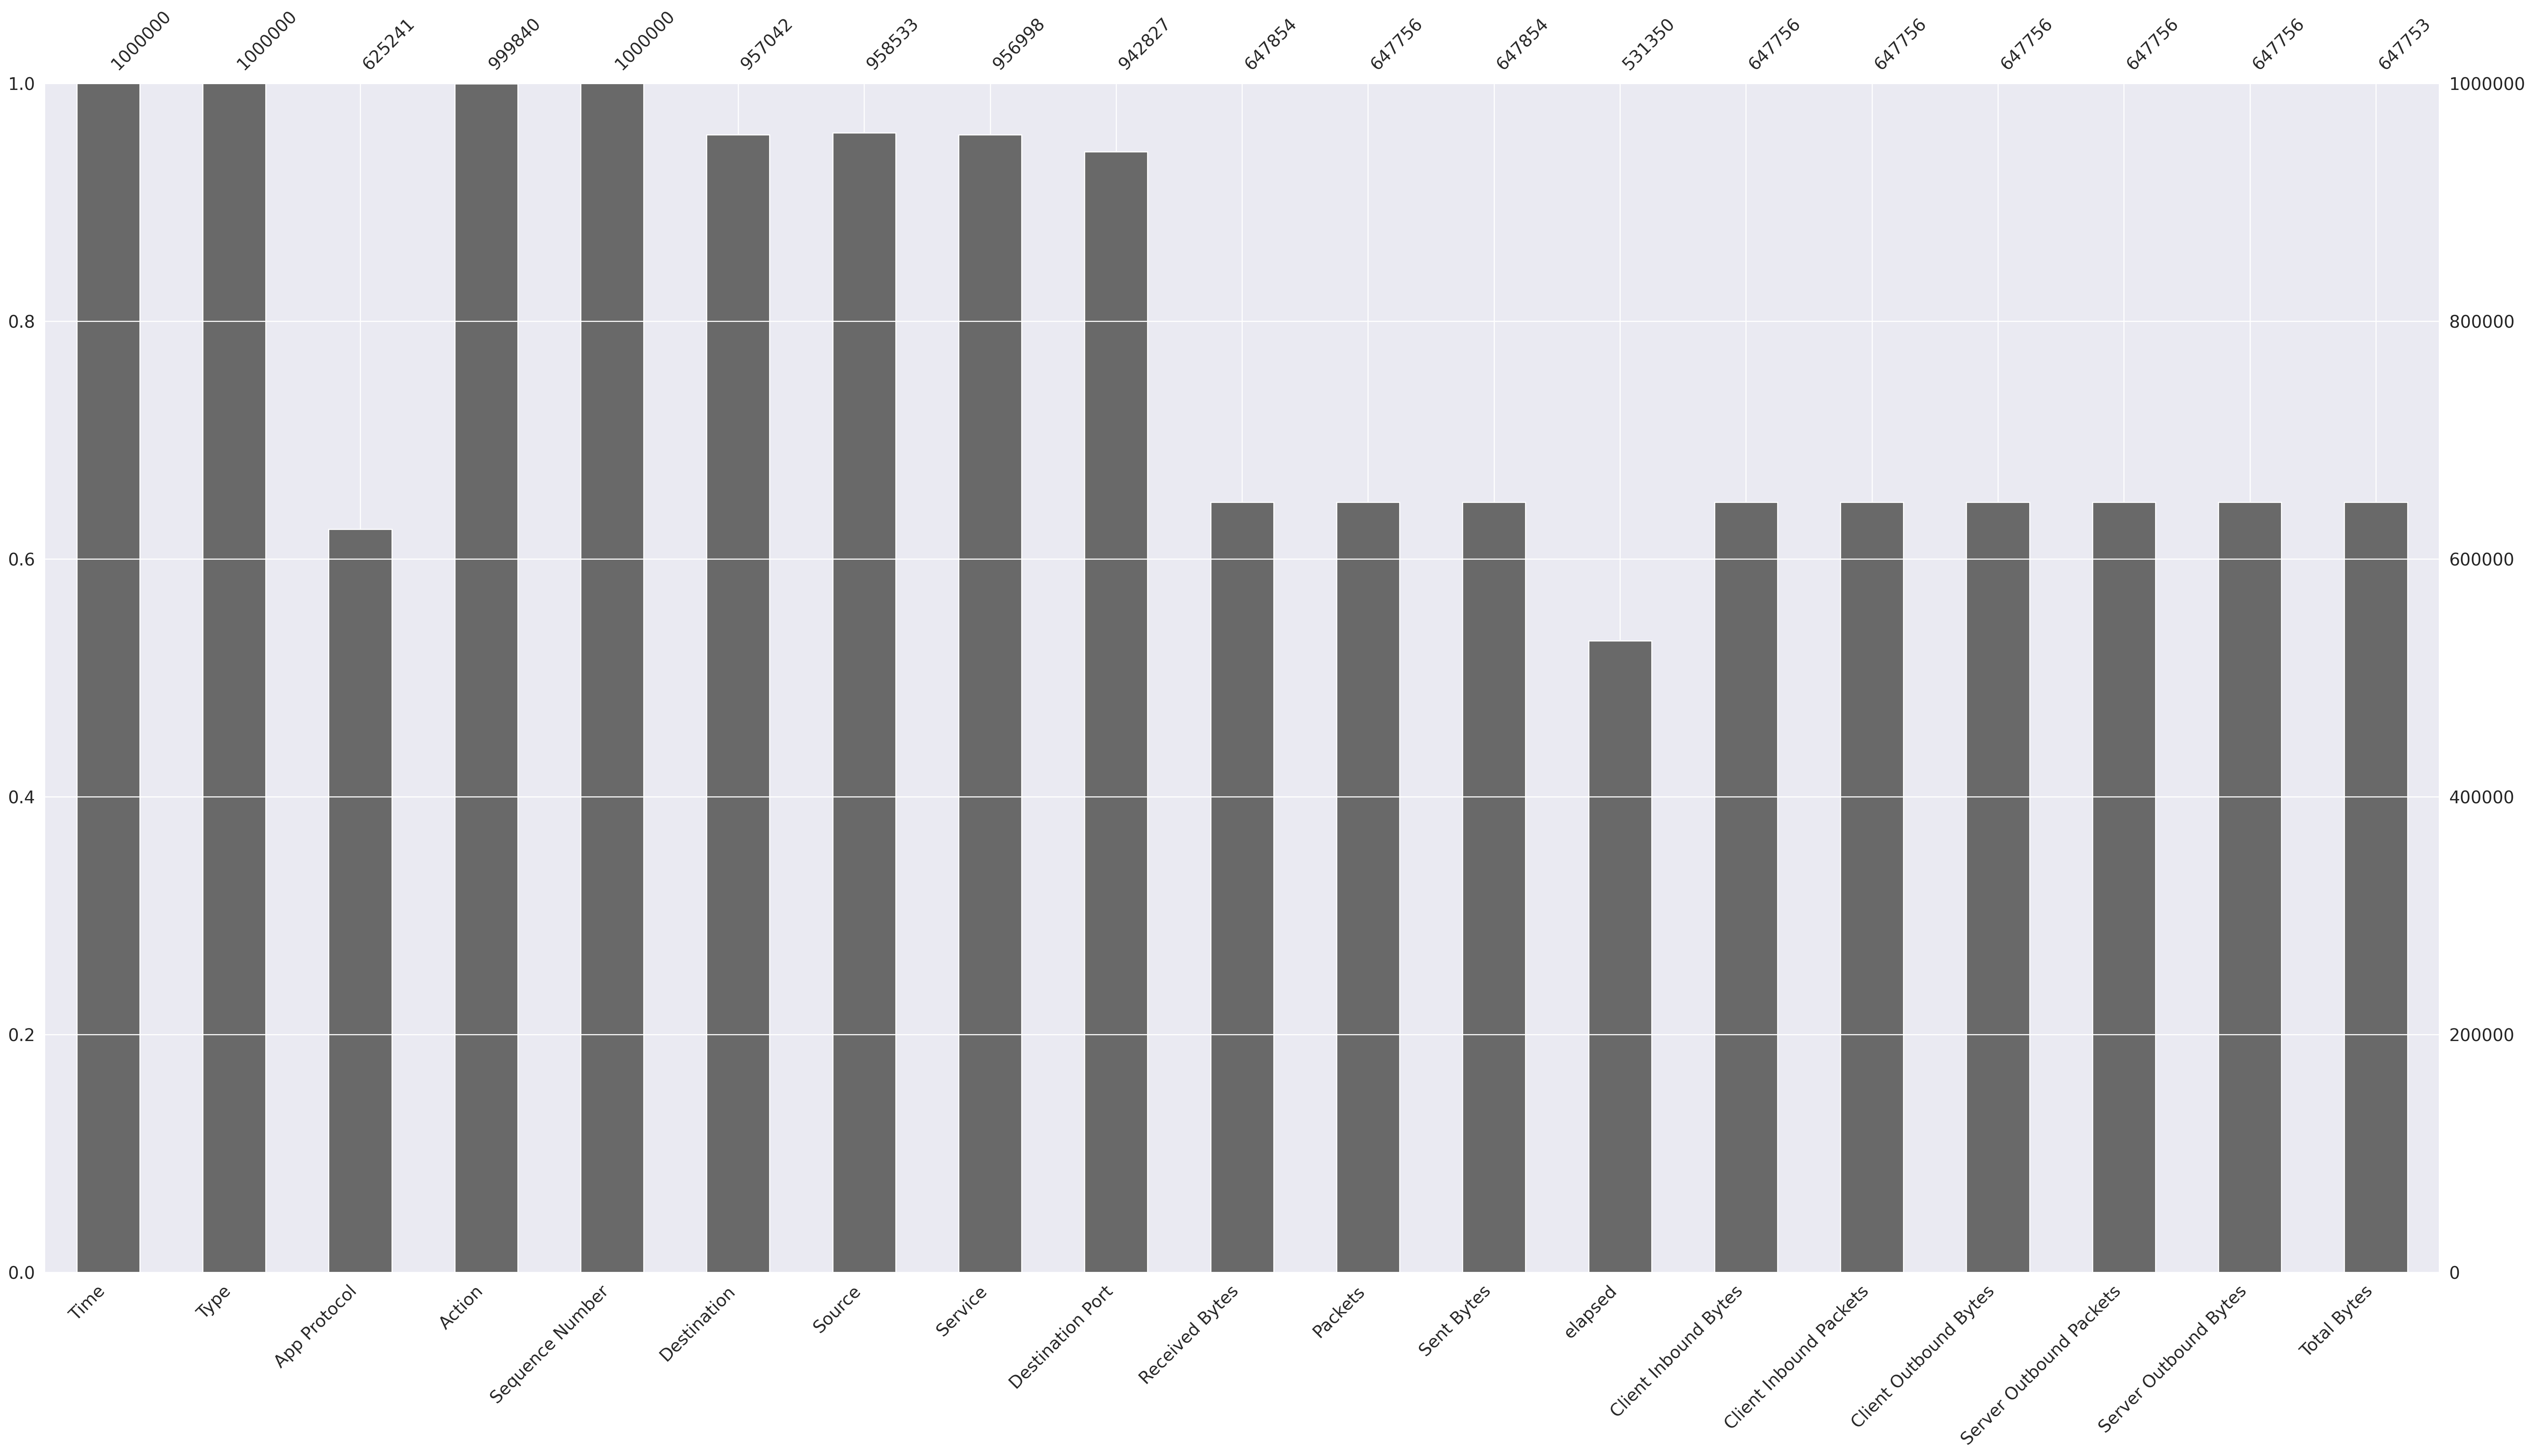 1000000 1000000 625241 999840 1000000 957042 958533 956998 942827 647854 647756 647854 531350 647756 647756 647756 647756 647756 647753
1.0 1000000
0.8 800000
0.6 600000
0.4 400000
0.2 200000
0.0 0
Time
Type
App Protocol
Action
Sequence Number
Destination
Source
Service
Destination Port
Received Bytes
Packets
Sent Bytes
elapsed
Client Inbound Bytes
Client Inbound Packets
Client Outbound Bytes
Server Outbound Packets
Server Outbound Bytes
Total Bytes